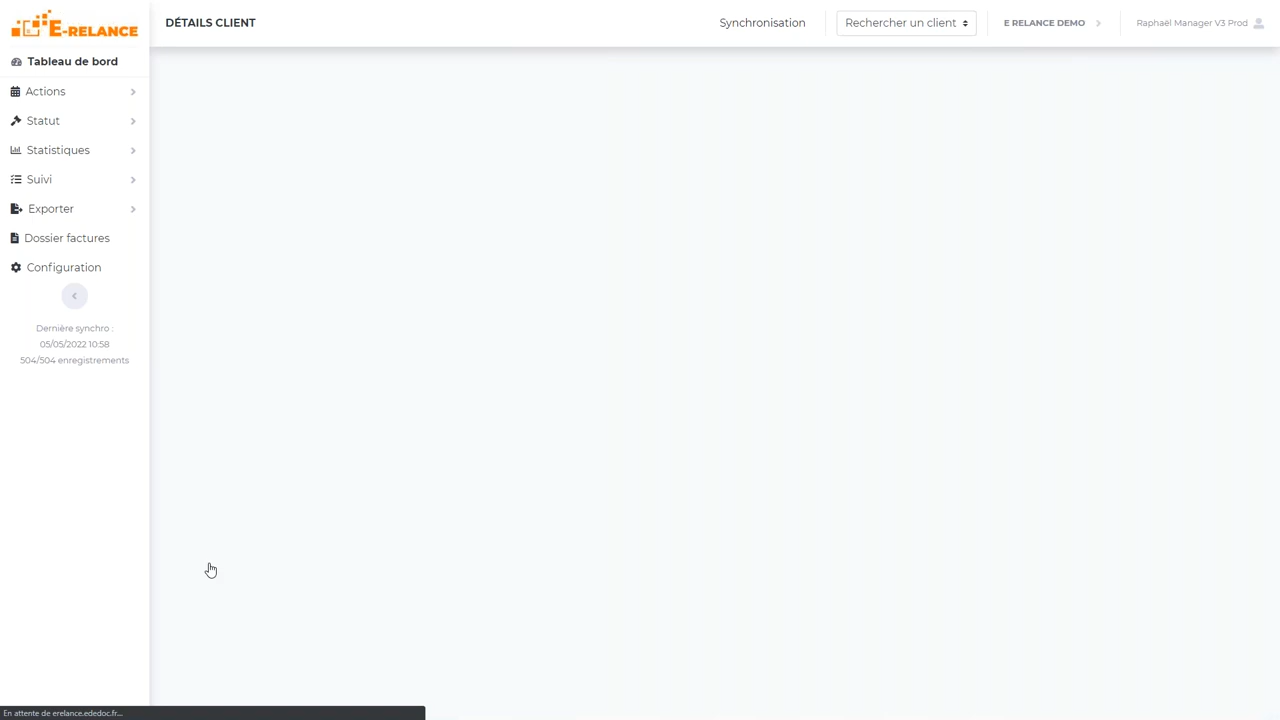 E-RELANCE
DÉTAILS CLIENT
Synchronisation
Rechercher un client
E RELANCE DEMO
Raphaël Manager V3 Prod
Tableau de bord
Actions
Statut
Statistiques
Suivi
Exporter
Dossier factures
Configuration
Dernière synchro :
05/05/2022 10:58
504/504 enregistrements
En attente de erelance.ededoc.fr...